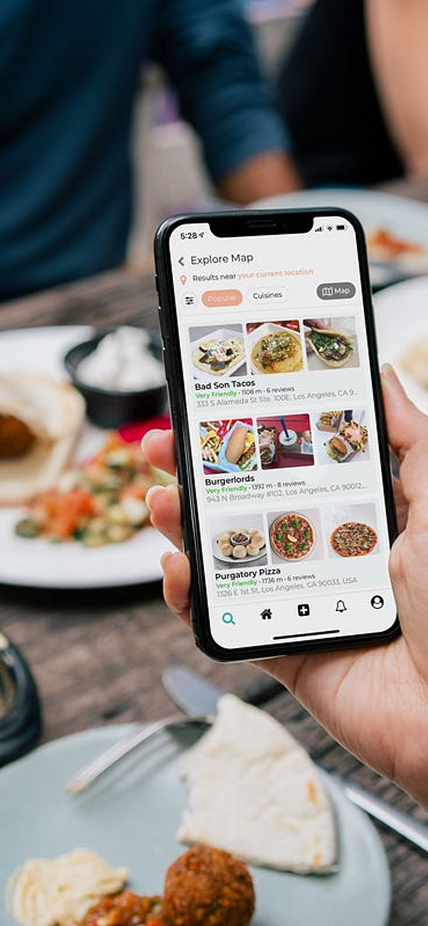 5:28
Explore Map
Results near your current location
Popular
Cuisines
Map
Bad Son Tacos
Very Friendly • 1108 m • 6 reviews
333 S Alameda St Ste. 100E, Los Angeles, CA 9...
Burgerlords
Very Friendly • 1392 m • 8 reviews
943 N Broadway #102, Los Angeles, CA 90012,...
Purgatory Pizza
Very Friendly • 1736 m • 6 reviews
1326 E 1st St, Los Angeles, CA 90033, USA